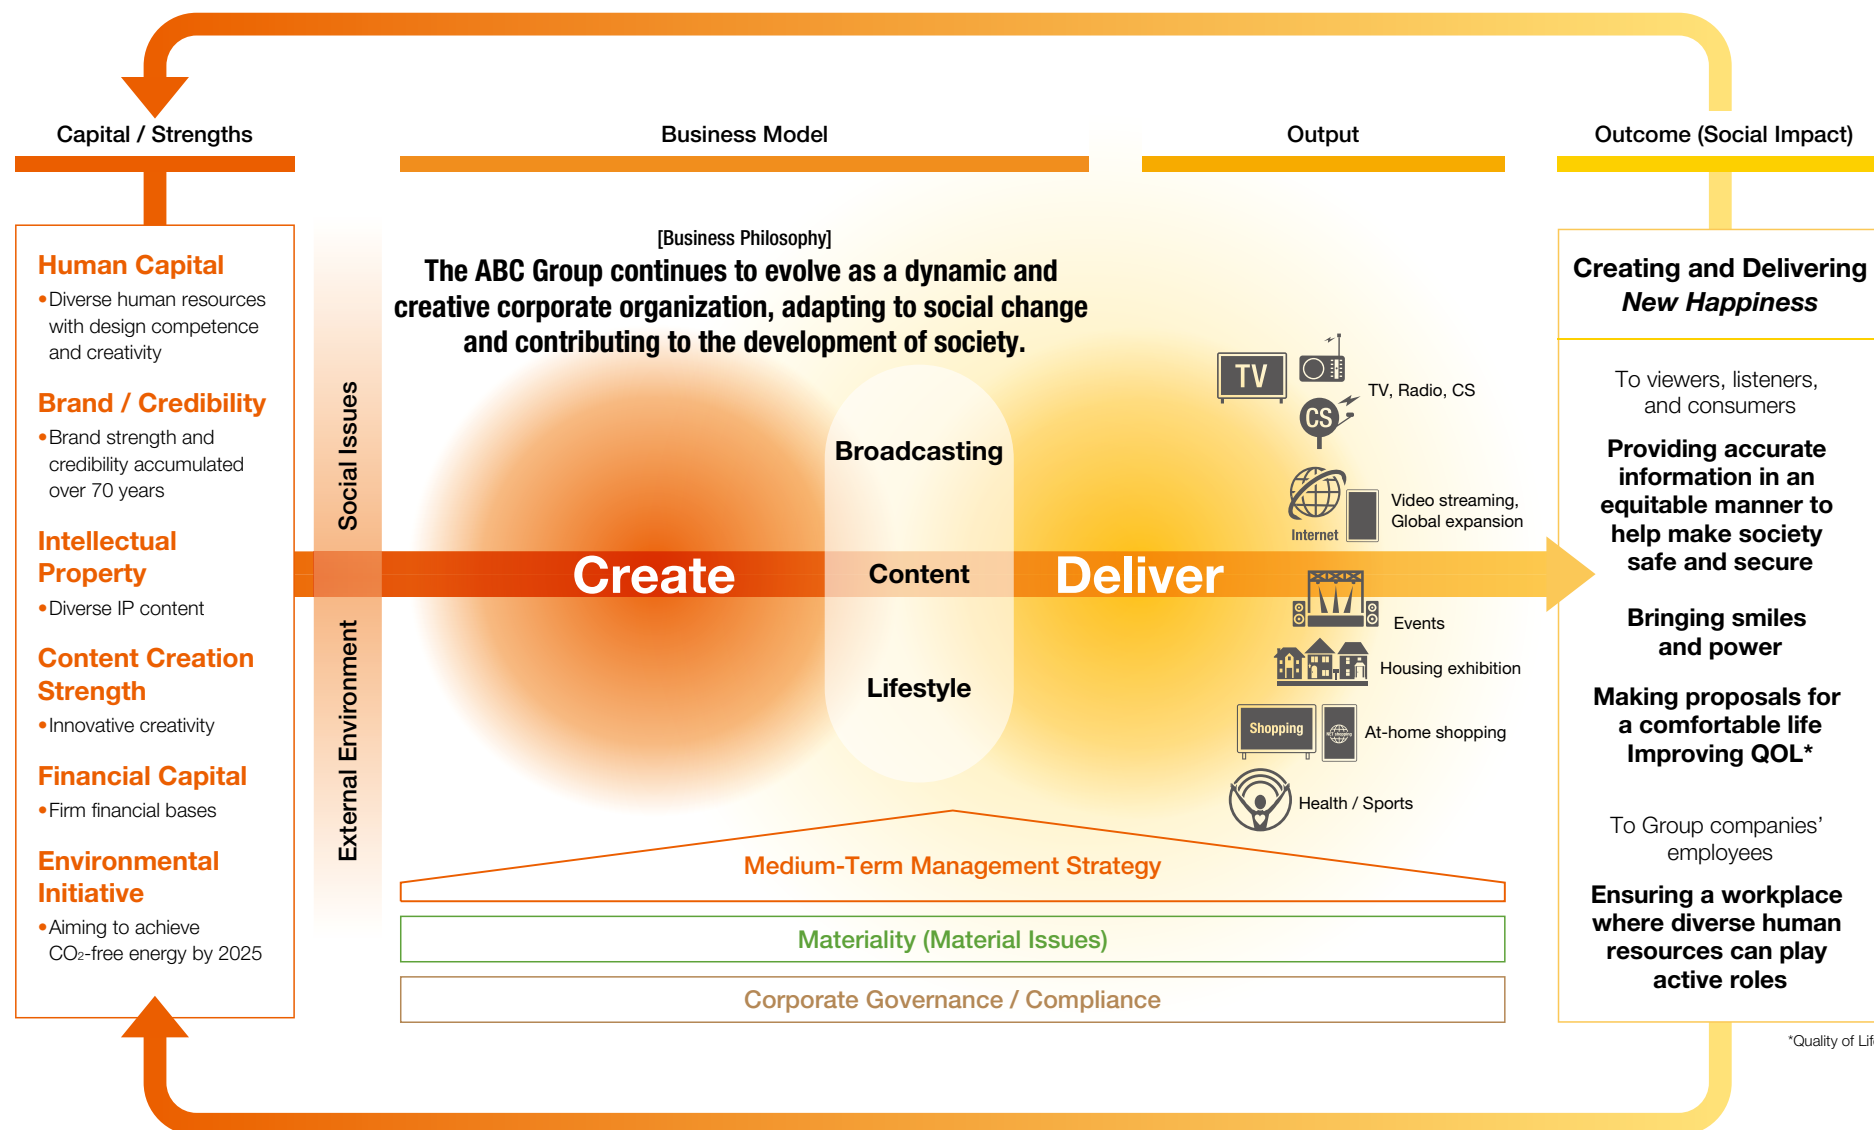 Capital / Strengths
Business Model
Output
Outcome (Social Impact)
Human Capital
•Diverse human resources
with design competence
and creativity
Brand / Credibility
•Brand strength and
credibility accumulated
over 70 years
Intellectual
Property
•Diverse IP content
Content Creation
Strength
•Innovative creativity
Financial Capital
•Firm financial bases
Environmental
Initiative
•Aiming to achieve
CO₂-free energy by 2025
Social Issues
External Environment
[Business Philosophy]
The ABC Group continues to evolve as a dynamic and
creative corporate organization, adapting to social change
and contributing to the development of society.
Create
Broadcasting
Content
Lifestyle
Deliver
TV
CS
TV, Radio, CS
Internet
Video streaming,
Global expansion
Events
Housing exhibition
Shopping
At-home shopping
Health / Sports
Medium-Term Management Strategy
Materiality (Material Issues)
Corporate Governance / Compliance
Creating and Delivering
New Happiness
To viewers, listeners,
and consumers
Providing accurate
information in an
equitable manner to
help make society
safe and secure
Bringing smiles
and power
Making proposals for
a comfortable life
Improving QOL*
To Group companies’
employees
Ensuring a workplace
where diverse human
resources can play
active roles
*Quality of Lif